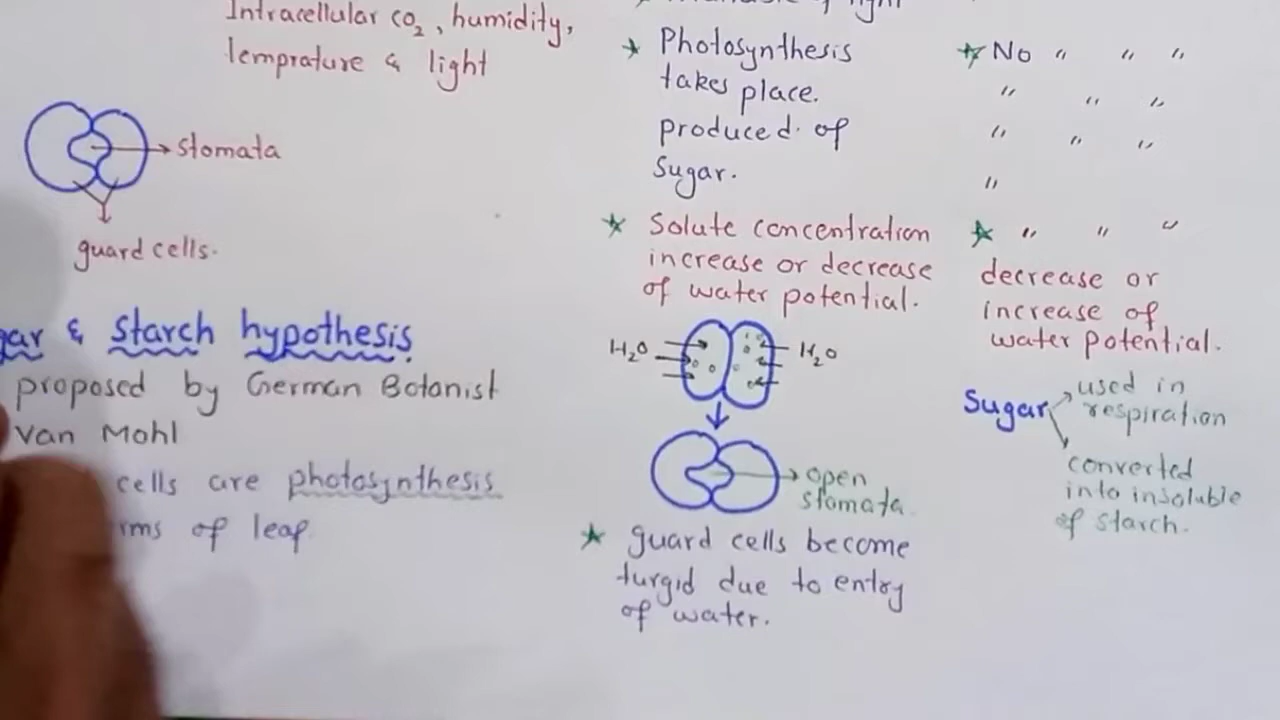 Intracellular CO2, humidity,
temprature & light
stomata
guard cells.
& starch hypothesis
proposed by German Botanist
Van Mohl
cells are photosynthesis
of leaf
light
★ Photosynthesis
takes place.
produced of
Sugar.
★ Solute concentration
increase or decrease
of water potential.
H2O
H2O
open
stomata.
★ guard cells become
turgid due to entry
of water.
★ No " " "
" " "
" " "
"
★ " " "
decrease or
increase of
water potential.
Sugar
used in
respiration
converted
into insoluble
of starch.